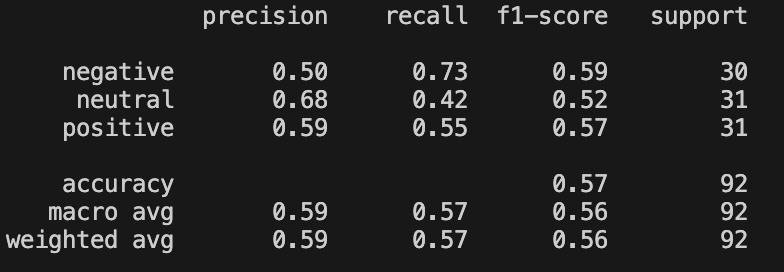 precision recall f1-score support
negative 0.50 0.73 0.59 30
neutral 0.68 0.42 0.52 31
positive 0.59 0.55 0.57 31
accuracy 0.57 92
macro avg 0.59 0.57 0.56 92
weighted avg 0.59 0.57 0.56 92